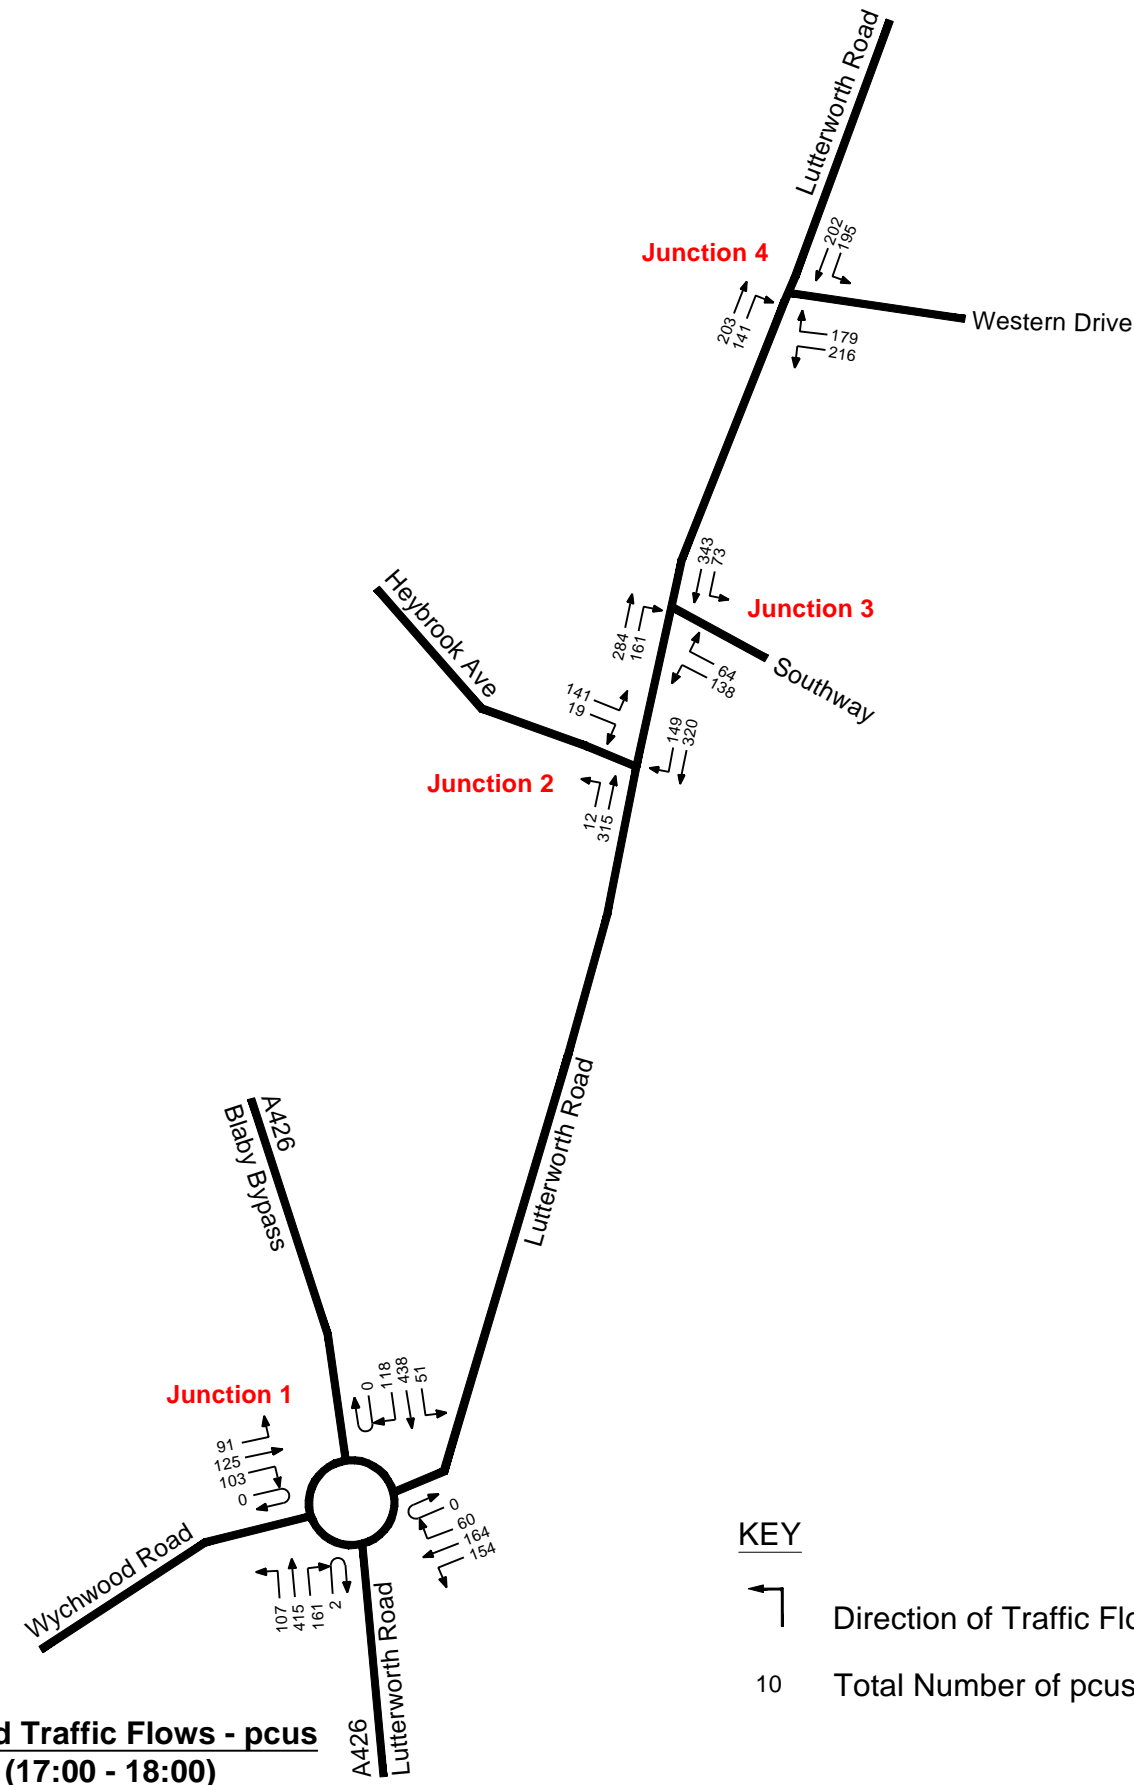 Lutterworth Road
202
195
Junction 4
203
141
Western Drive
179
216
343
73
Junction 3
Heybrook Ave
284
161
64
138
Southway
141
19
149
320
Junction 2
12
315
Lutterworth Road
A426
Blaby Bypass
0
118
438
51
Junction 1
91
125
103
0
0
60
164
154
Wychwood Road
107
415
161
2
A426
Lutterworth Road
KEY
Direction of Traffic Flo
10 Total Number of pcus
d Traffic Flows - pcus
(17:00 - 18:00)